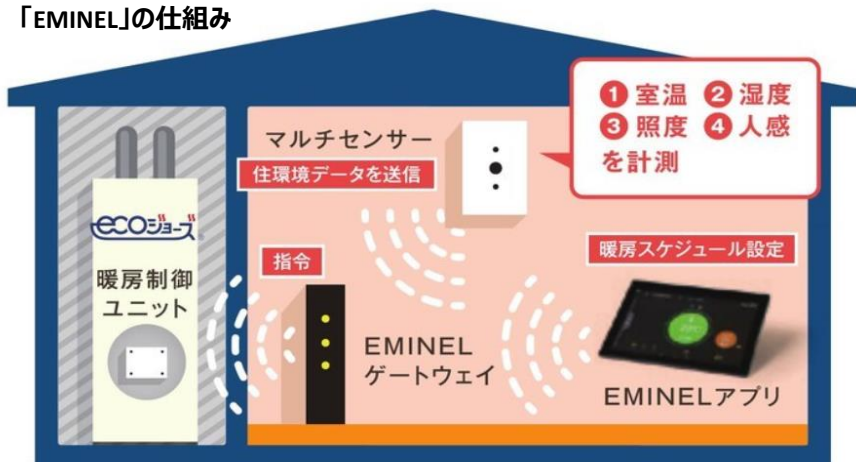 「EMINEL」の仕組み
マルチセンサー
住環境データを送信
❶ 室温 ❷ 湿度
❸ 照度 ❹ 人感
を計測
ecoジョーズ
暖房制御
ユニット
指令
EMINEL
ゲートウェイ
暖房スケジュール設定
EMINELアプリ